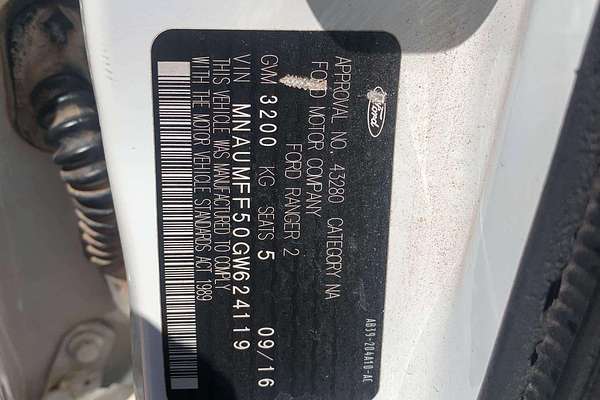 Ford
APPROVAL NO. 43280 CATEGORY NA
FORD MOTOR COMPANY
FORD RANGER 2
GVM 3200 KG SEATS 5 09/16
VIN MNAUMFF50GW624119
THIS VEHICLE WAS MANUFACTURED TO COMPLY
WITH THE MOTOR VEHICLE STANDARDS ACT 1989
AB39-204A10-AC